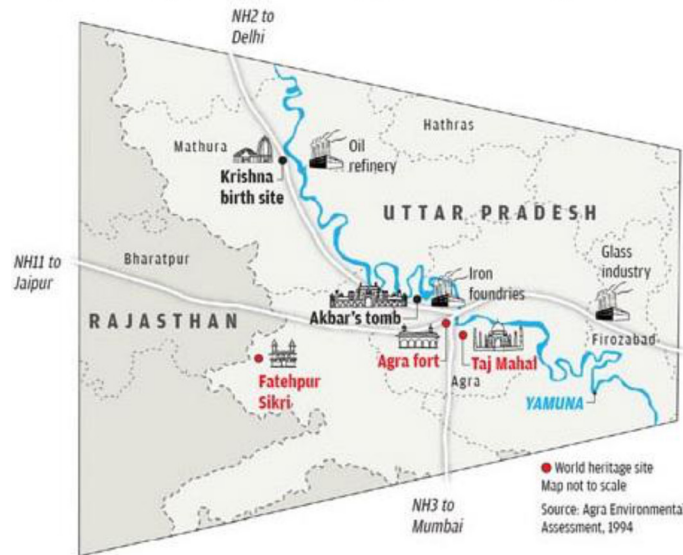 NH2 to
Delhi
Hathras
Mathura
Oil
refinery
Krishna
birth site
UTTAR PRADESH
Bharatpur
NH11 to
Jaipur
Glass
industry
Iron
foundries
Akbar's tomb
RAJASTHAN
Firozabad
Agra fort
Taj Mahal
Agra
Fatehpur
Sikri
YAMUNA
World heritage site
Map not to scale
Source: Agra Environmental
Assessment, 1994
NH3 to
Mumbai